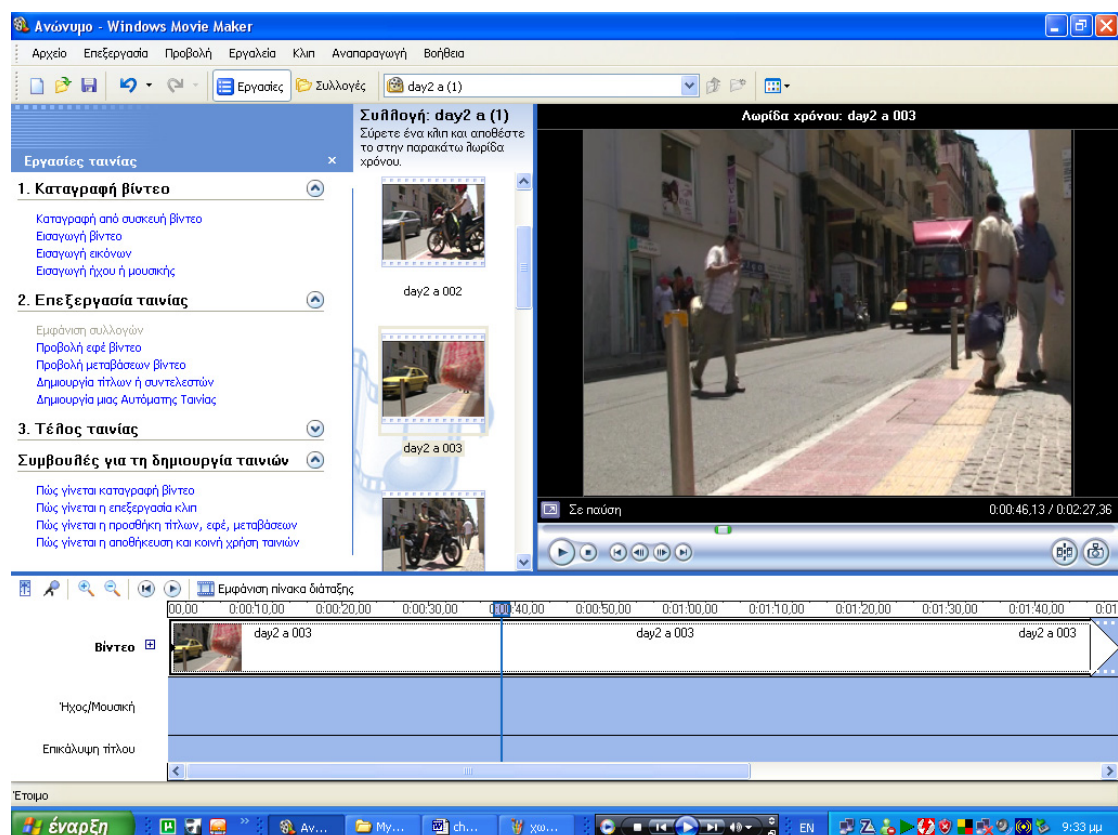 Ανώνυμο - Windows Movie Maker
Αρχείο Επεξεργασία Προβολή Εργαλεία Κλιπ Αναπαραγωγή Βοήθεια
Εργασίες Συλλογές day2 a (1)
Εργασίες ταινίας
1. Καταγραφή βίντεο
Καταγραφή από συσκευή βίντεο
Εισαγωγή βίντεο
Εισαγωγή εικόνων
Εισαγωγή ήχου ή μουσικής
2. Επεξεργασία ταινίας
Εμφάνιση συλλογών
Προβολή εφέ βίντεο
Προβολή μεταβάσεων βίντεο
Δημιουργία τίτλων ή συντελεστών
Δημιουργία μιας Αυτόματης Ταινίας
3. Τέλος ταινίας
Συμβουλές για τη δημιουργία ταινιών
Πώς γίνεται καταγραφή βίντεο
Πώς γίνεται η επεξεργασία κλιπ
Πώς γίνεται η προσθήκη τίτλων, εφέ, μεταβάσεων
Πώς γίνεται η αποθήκευση και κοινή χρήση ταινιών
Συλλογή: day2 a (1)
Σύρετε ένα κλιπ και αποθέστε
το στην παρακάτω λωρίδα
χρόνου.
day2 a 002
day2 a 003
Λωρίδα χρόνου: day2 a 003
Σε παύση 0:00:46,13 / 0:02:27,36
Εμφάνιση πίνακα διάταξης
00,00 0:00:10,00 0:00:20,00 0:00:30,00 0:00:40,00 0:00:50,00 0:01:00,00 0:01:10,00 0:01:20,00 0:01:30,00 0:01:40,00 0:01
Βίντεο day2 a 003 day2 a 003 day2 a 003
Ήχος/Μουσική
Επικάλυψη τίτλου
Έτοιμο
έναρξη Αν... My... ch... χω... EN 9:33 μμ